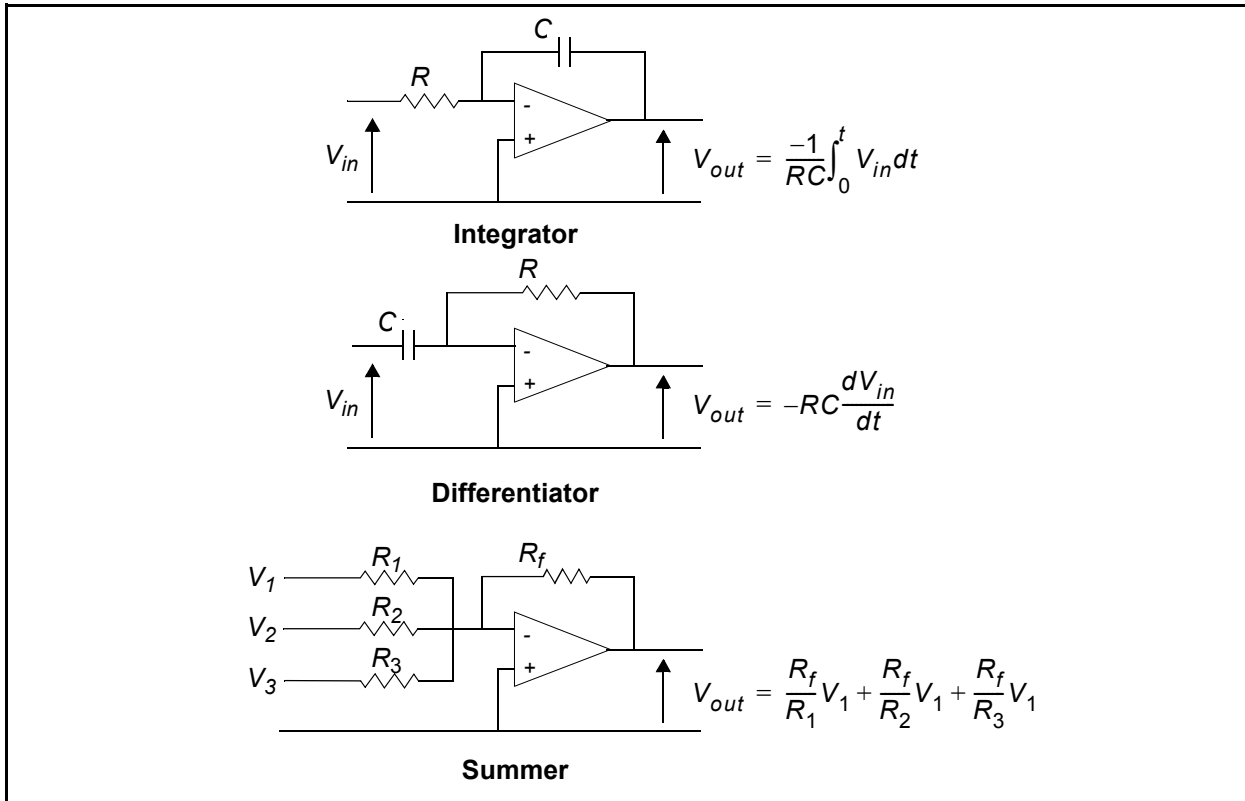 C
R
-
+
V_in
V_out = -1/RC ∫_0^t V_in dt
Integrator
R
C
-
+
V_in
V_out = -RC dV_in/dt
Differentiator
R_1
R_f
V_1
R_2
V_2
-
R_3
+
V_3
V_out = R_f/R_1 V_1 + R_f/R_2 V_1 + R_f/R_3 V_1
Summer